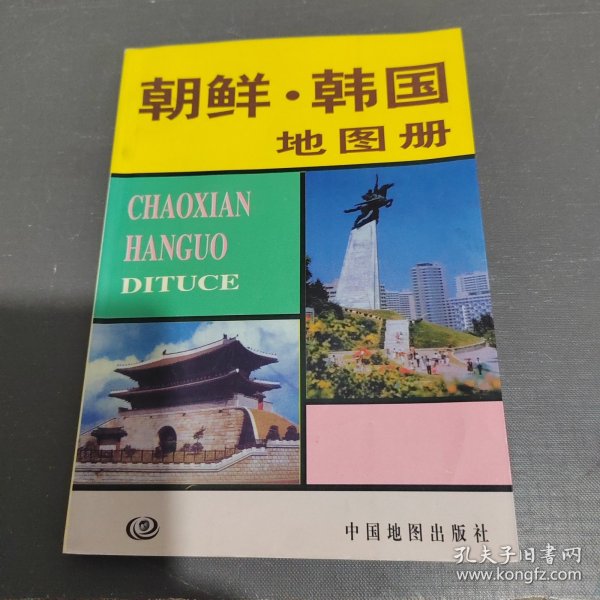 朝鲜·韩国
地图册
CHAOXIAN
HANGUO
DITUCE
中国地图出版社
孔夫子旧书网
www.kongfz.com